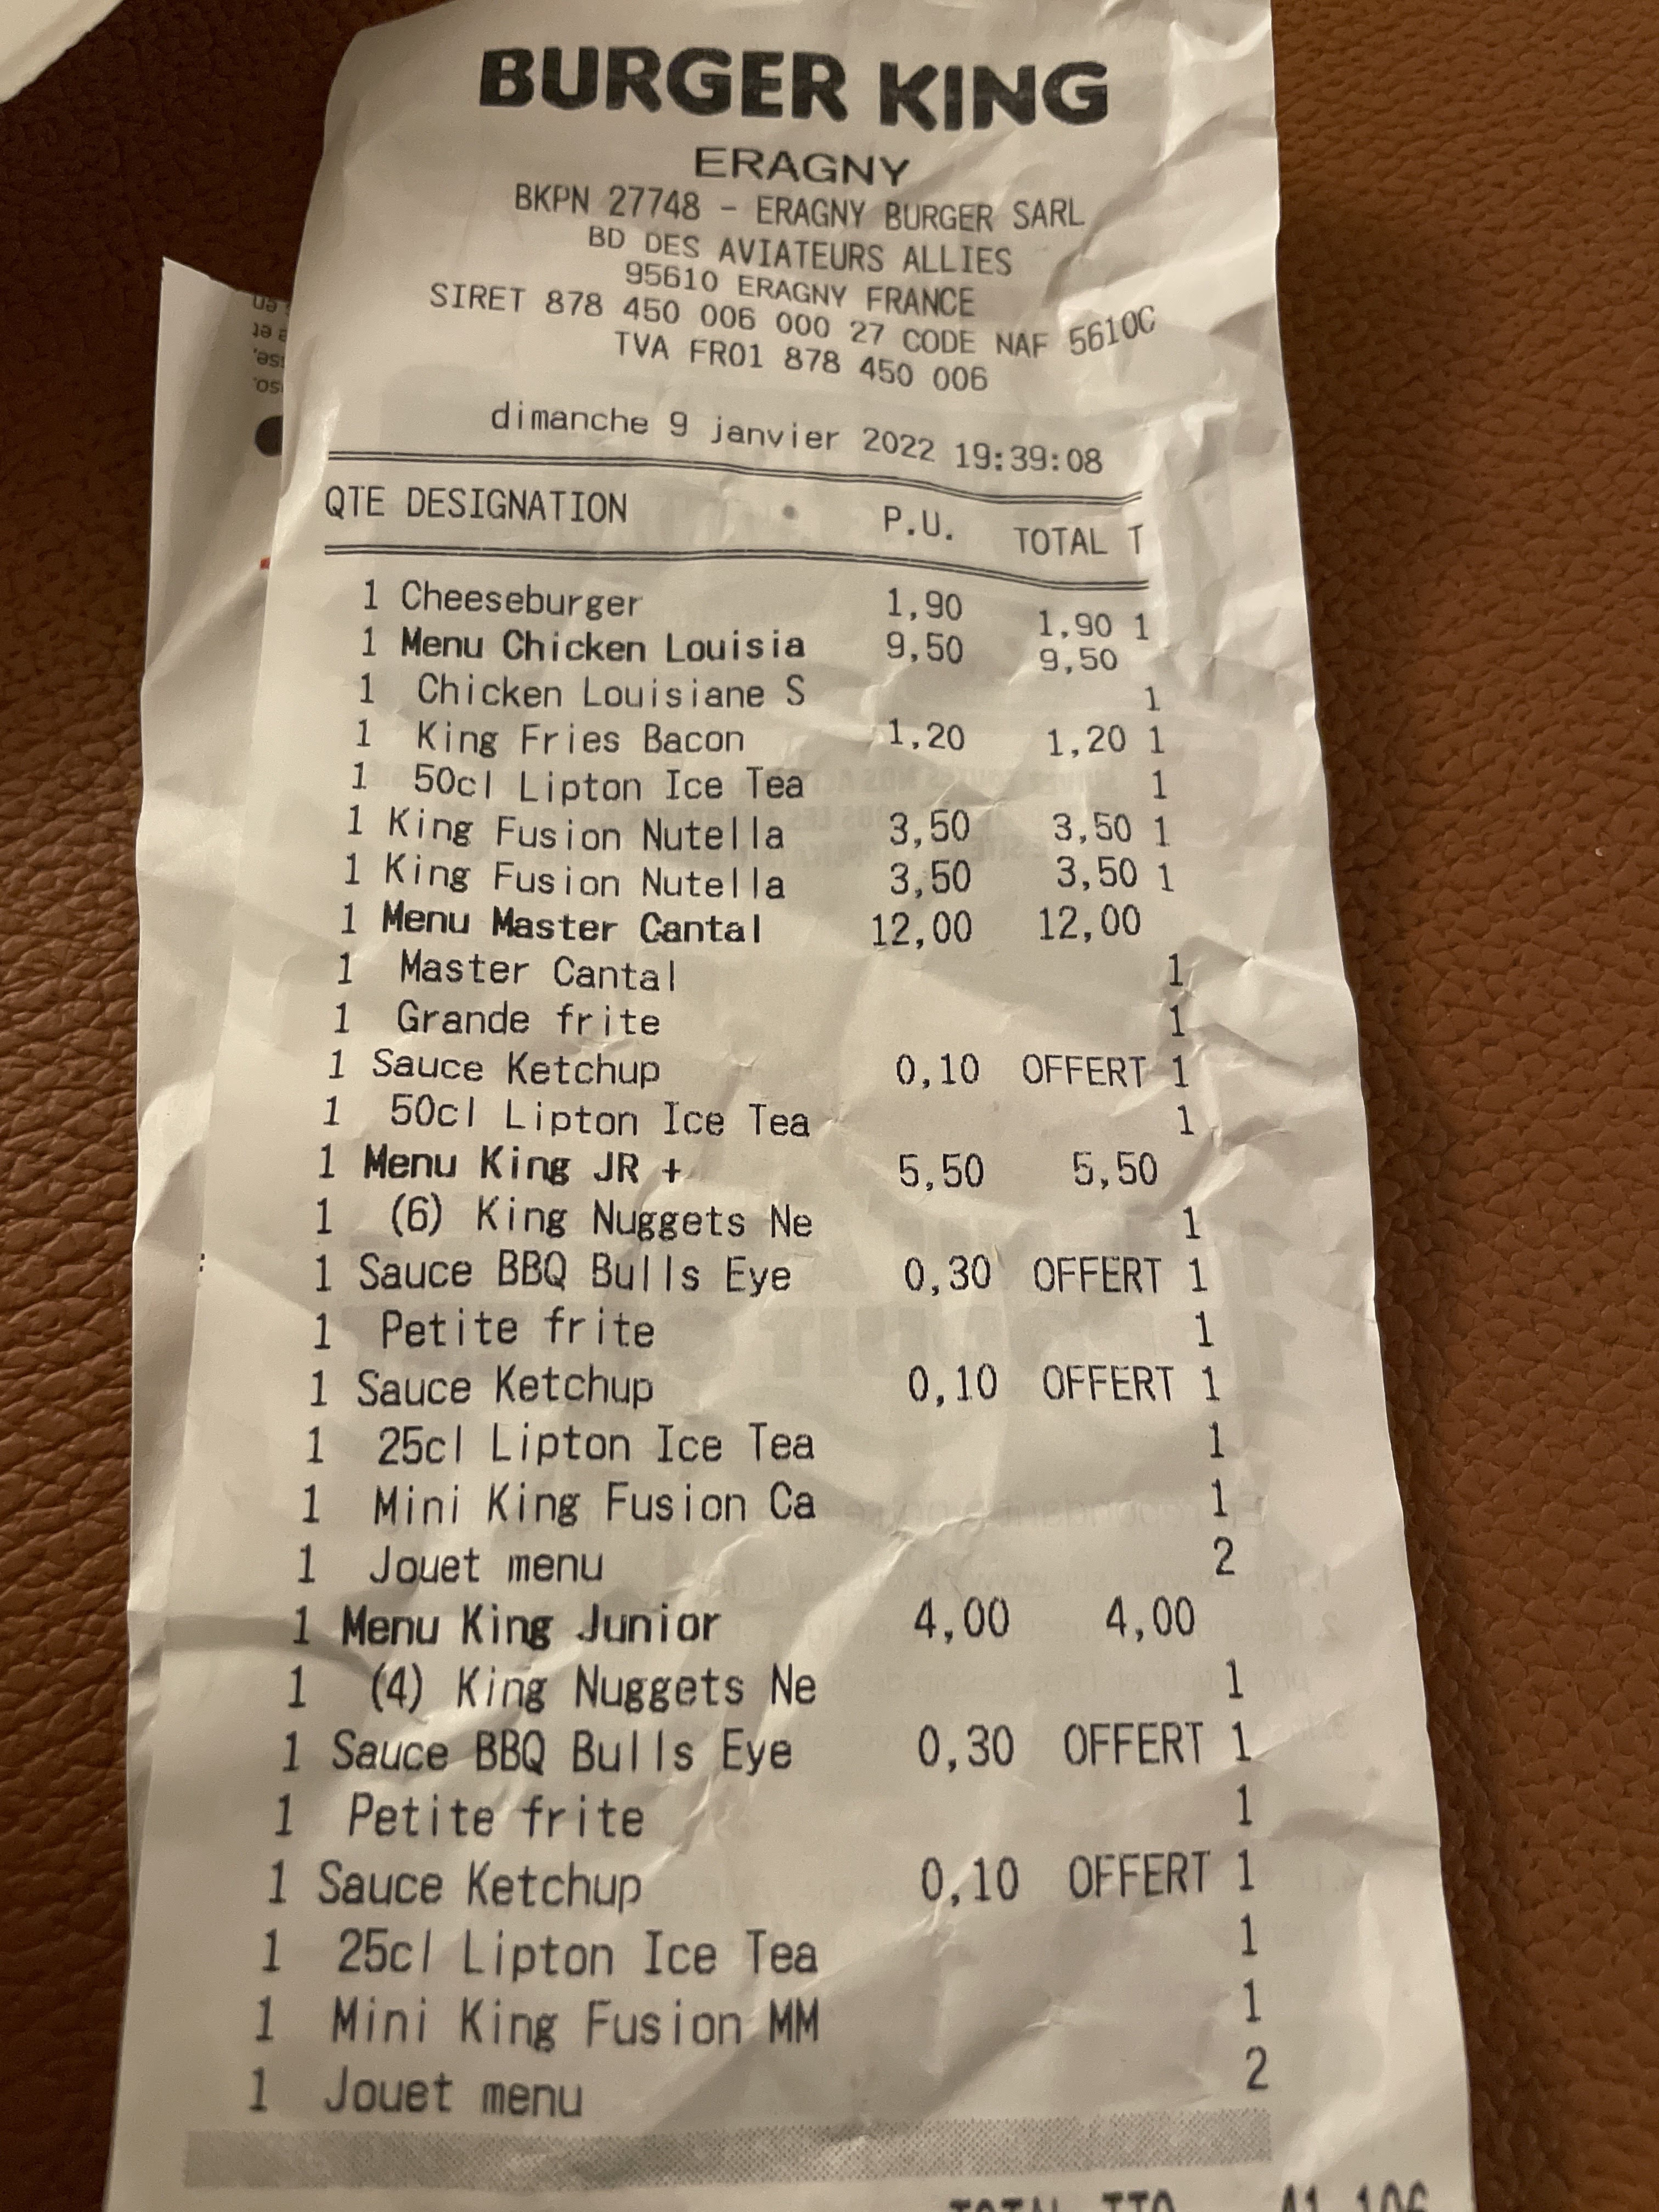 BURGER KING
ERAGNY
BKPN 27748 - ERAGNY BURGER SARL
BD DES AVIATEURS ALLIES
95610 ERAGNY FRANCE
SIRET 878 450 006 000 27 CODE NAF 5610C
TVA FR01 878 450 006
dimanche 9 janvier 2022 19:39:08
QTE DESIGNATION P.U. TOTAL T
1 Cheeseburger 1,90 1,90 1
1 Menu Chicken Louisia 9,50 9,50
1 Chicken Louisiane S 1
1 King Fries Bacon 1,20 1,20 1
1 50cl Lipton Ice Tea 1
1 King Fusion Nutella 3,50 3,50 1
1 King Fusion Nutella 3,50 3,50 1
1 Menu Master Cantal 12,00 12,00
1 Master Cantal 1
1 Grande frite 1
1 Sauce Ketchup 0,10 OFFERT 1
1 50cl Lipton Ice Tea 1
1 Menu King JR + 5,50 5,50
1 (6) King Nuggets Ne 1
1 Sauce BBQ Bulls Eye 0,30 OFFERT 1
1 Petite frite 1
1 Sauce Ketchup 0,10 OFFERT 1
1 25cl Lipton Ice Tea 1
1 Mini King Fusion Ca 1
1 Jouet menu 2
1 Menu King Junior 4,00 4,00
1 (4) King Nuggets Ne 1
1 Sauce BBQ Bulls Eye 0,30 OFFERT 1
1 Petite frite 1
1 Sauce Ketchup 0,10 OFFERT 1
1 25cl Lipton Ice Tea 1
1 Mini King Fusion MM 1
1 Jouet menu 2